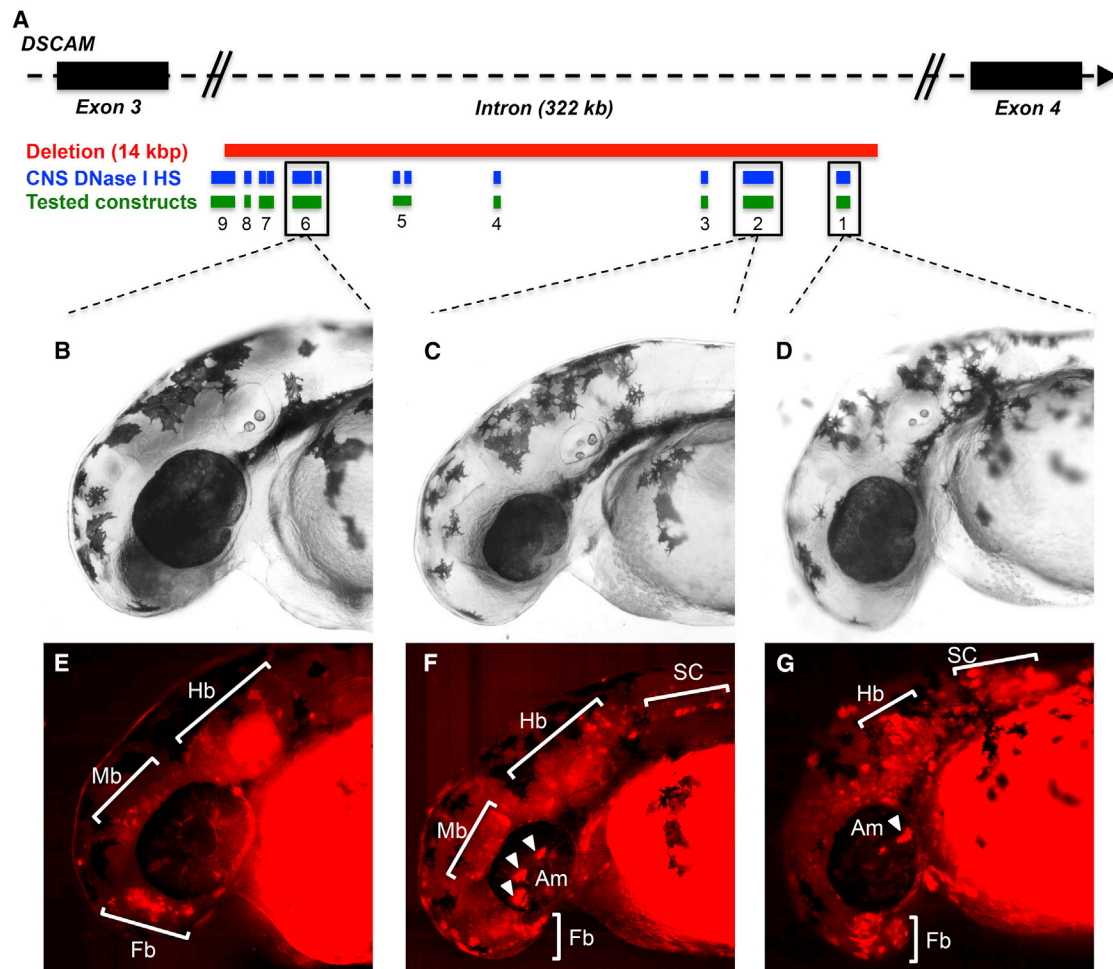 A
DSCAM
Exon 3
Intron (322 kb)
Exon 4
Deletion (14 kbp)
CNS DNase I HS
Tested constructs
9 8 7 6 5 4 3 2 1
B
C
D
E
Hb
Mb
Fb
F
SC
Hb
Mb
Am
Fb
G
SC
Hb
Am
Fb